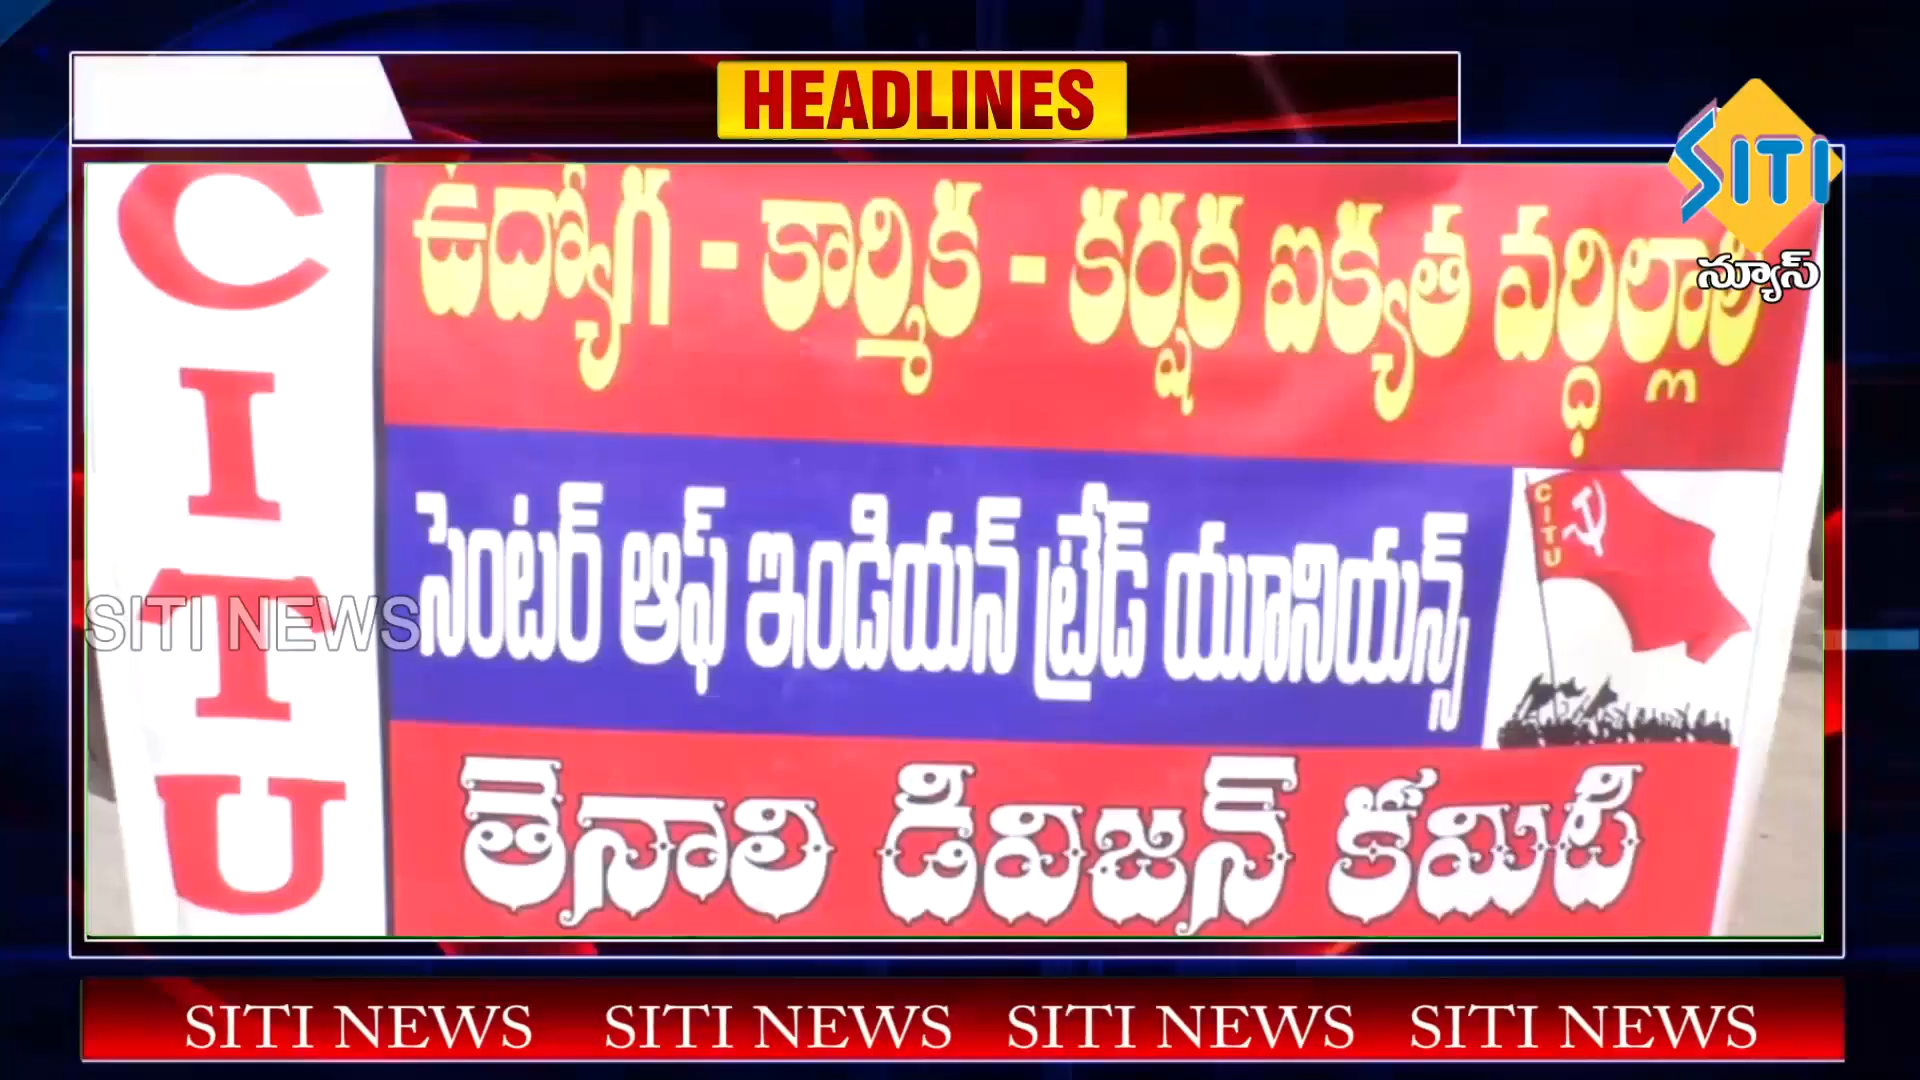 HEADLINES
SITI
న్యూస్
CITU
ఉద్యోగ - కార్మిక - కర్షక ఐక్యత వర్ధిల్లాలి
సెంటర్ ఆఫ్ ఇండియన్ ట్రేడ్ యూనియన్స్
CITU
SITI NEWS
తెనాలి డివిజన్ కమిటి
SITI NEWS SITI NEWS SITI NEWS SITI NEWS